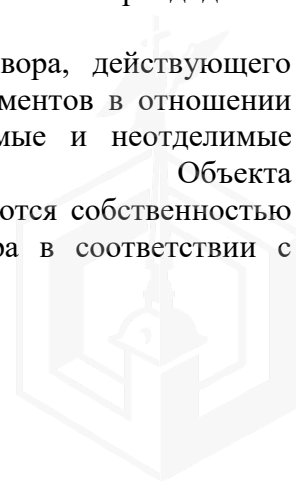 вора, действующего
ментов в отношении
мые и неотделимые
Объекта
ются собственностью
ра в соответствии с